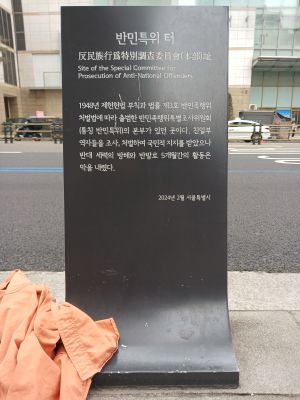 반민특위 터
反民族行爲特別調査委員會(本部)址
Site of the Special Committee for
Prosecution of Anti-National Offenders
1948년 제헌헌법 부칙과 법률 제3호 반민족행위
처벌법에 따라 출범한 반민족행위특별조사위원회
(통칭 반민특위)의 본부가 있던 곳이다. 친일부
역자들을 조사, 처벌하여 국민적 지지를 받았으나
반대 세력의 방해와 반발로 5개월간의 활동은
막을 내렸다.
2024년 2월 서울특별시